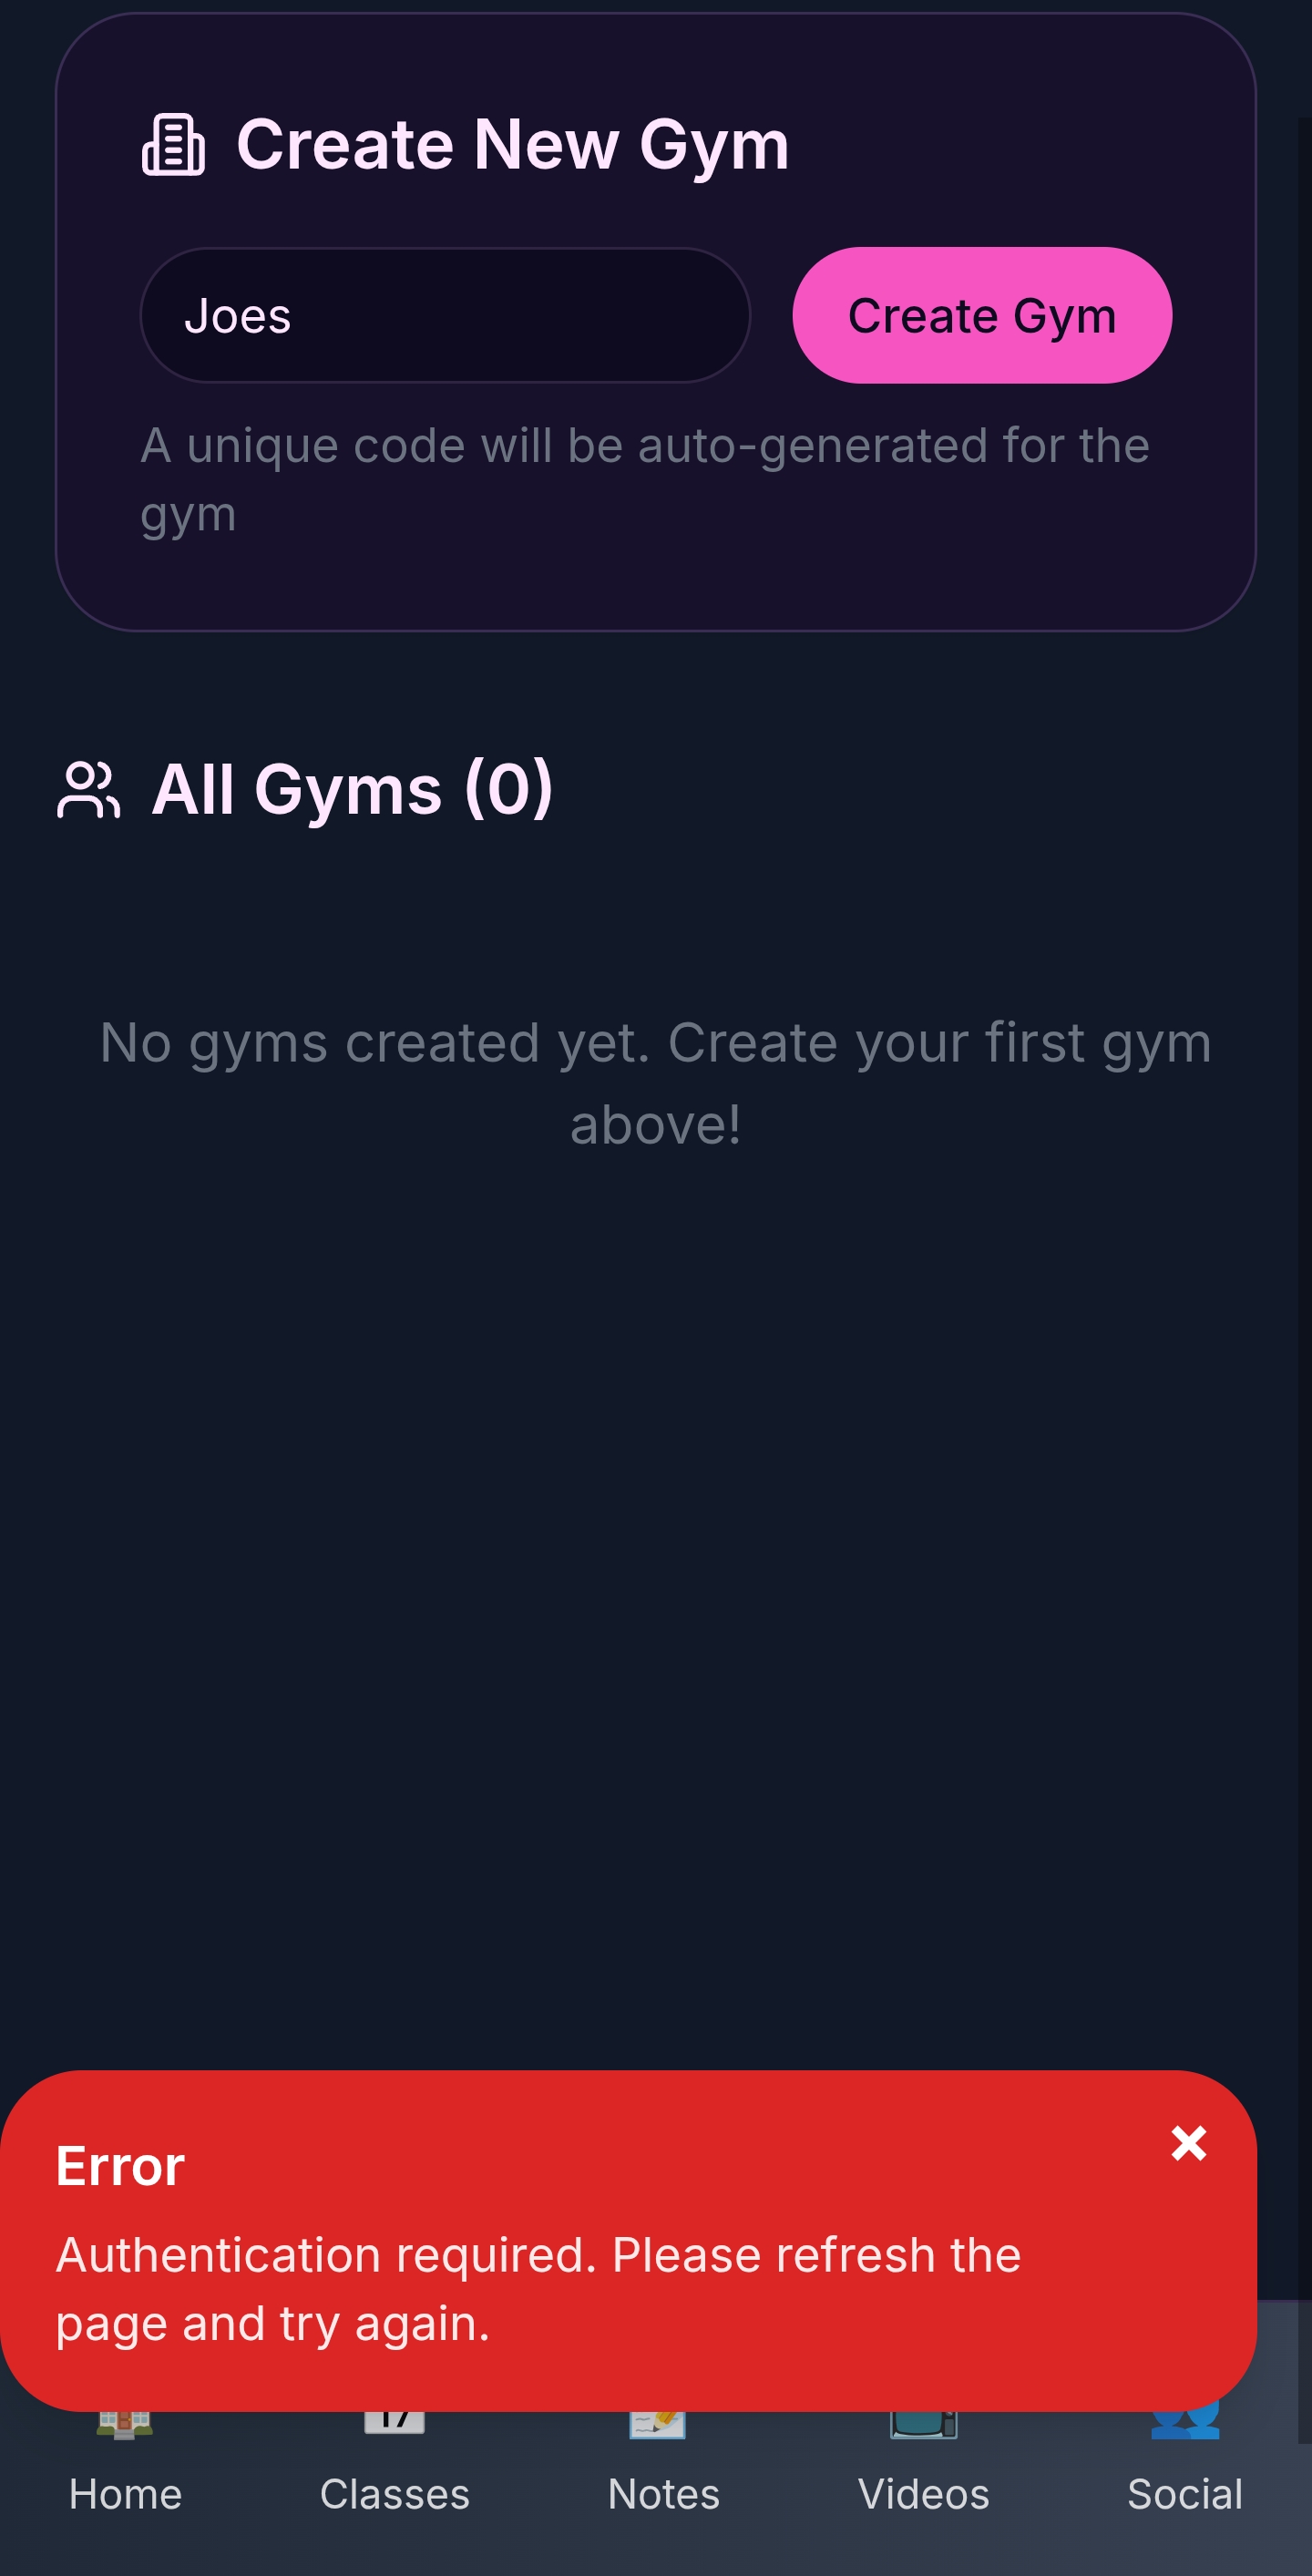 Create New Gym
Joes
Create Gym
A unique code will be auto-generated for the
gym
All Gyms (0)
No gyms created yet. Create your first gym
above!
Error
Authentication required. Please refresh the
page and try again.
17
Home
Classes
Notes
Videos
Social